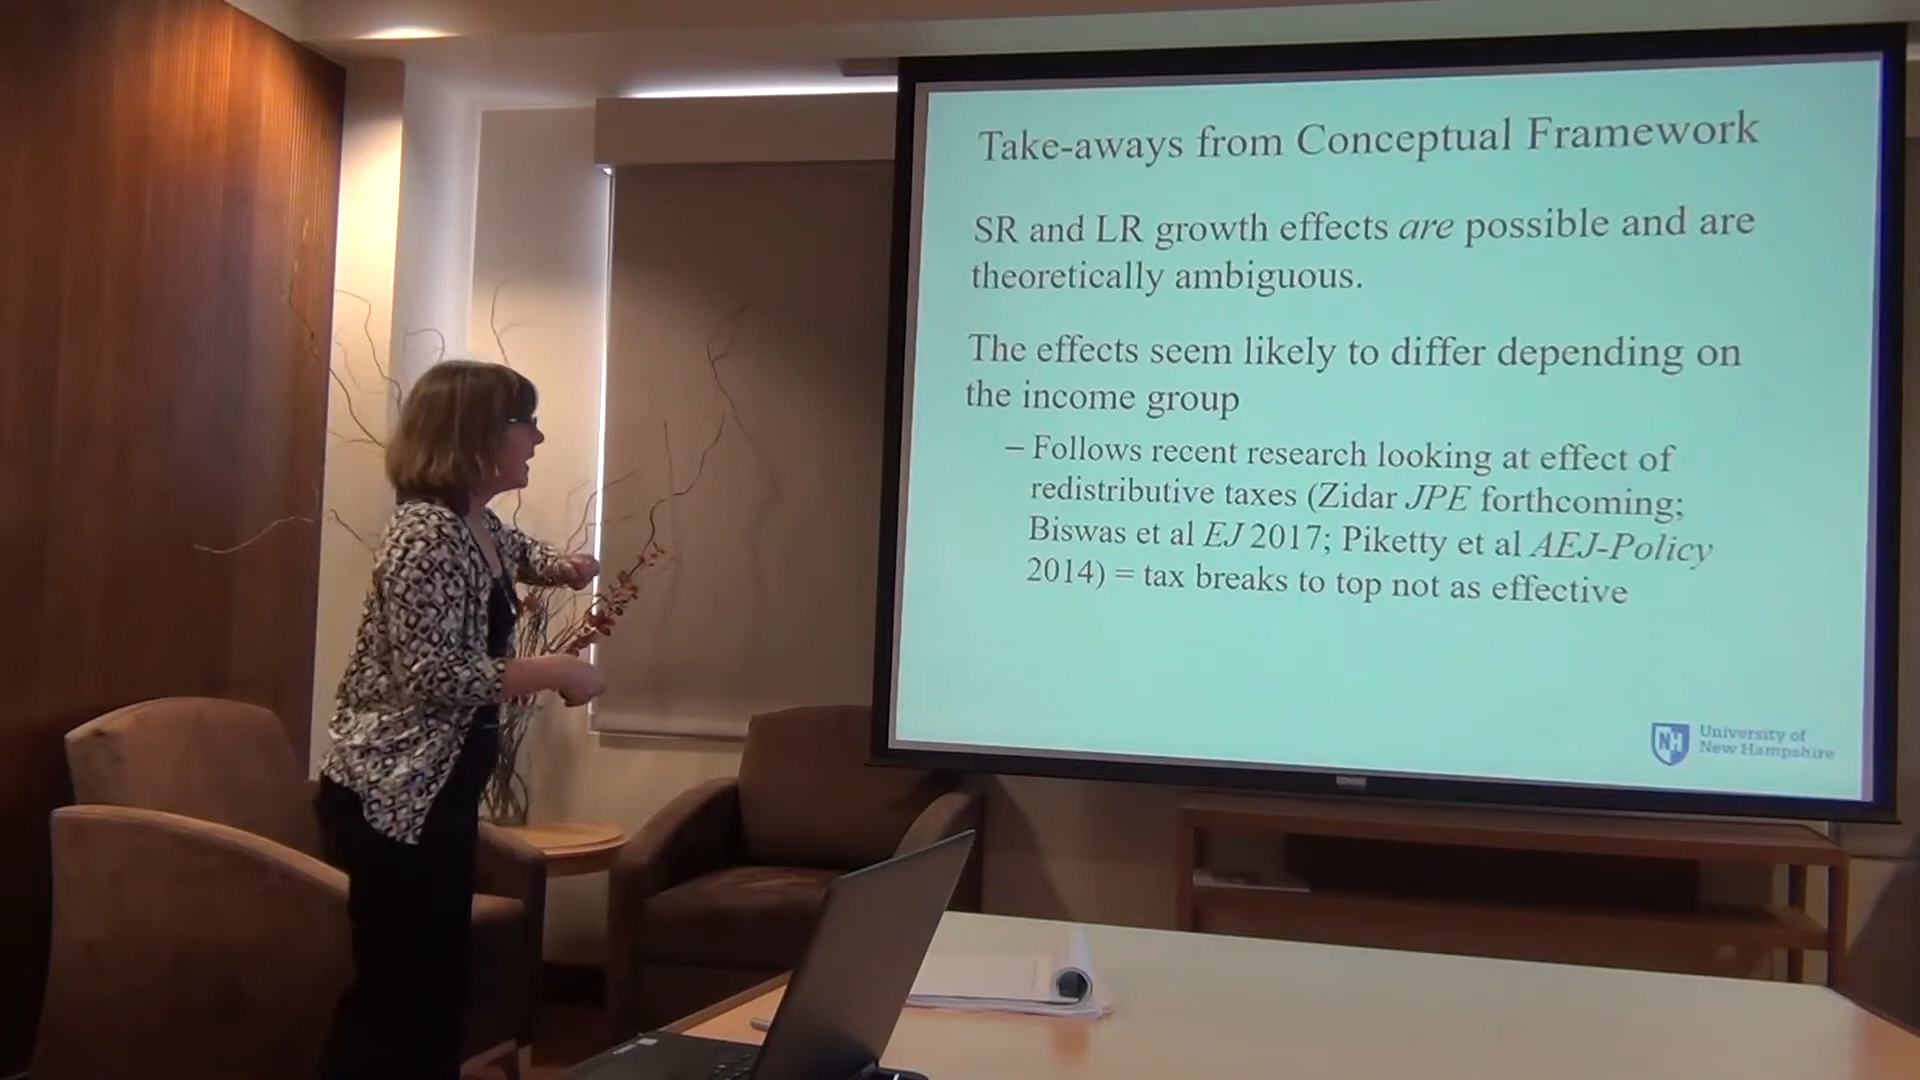 Take-aways from Conceptual Framework
SR and LR growth effects are possible and are
theoretically ambiguous.
The effects seem likely to differ depending on
the income group
– Follows recent research looking at effect of
redistributive taxes (Zidar JPE forthcoming;
Biswas et al EJ 2017; Piketty et al AEJ-Policy
2014) = tax breaks to top not as effective
NH
University of
New Hampshire